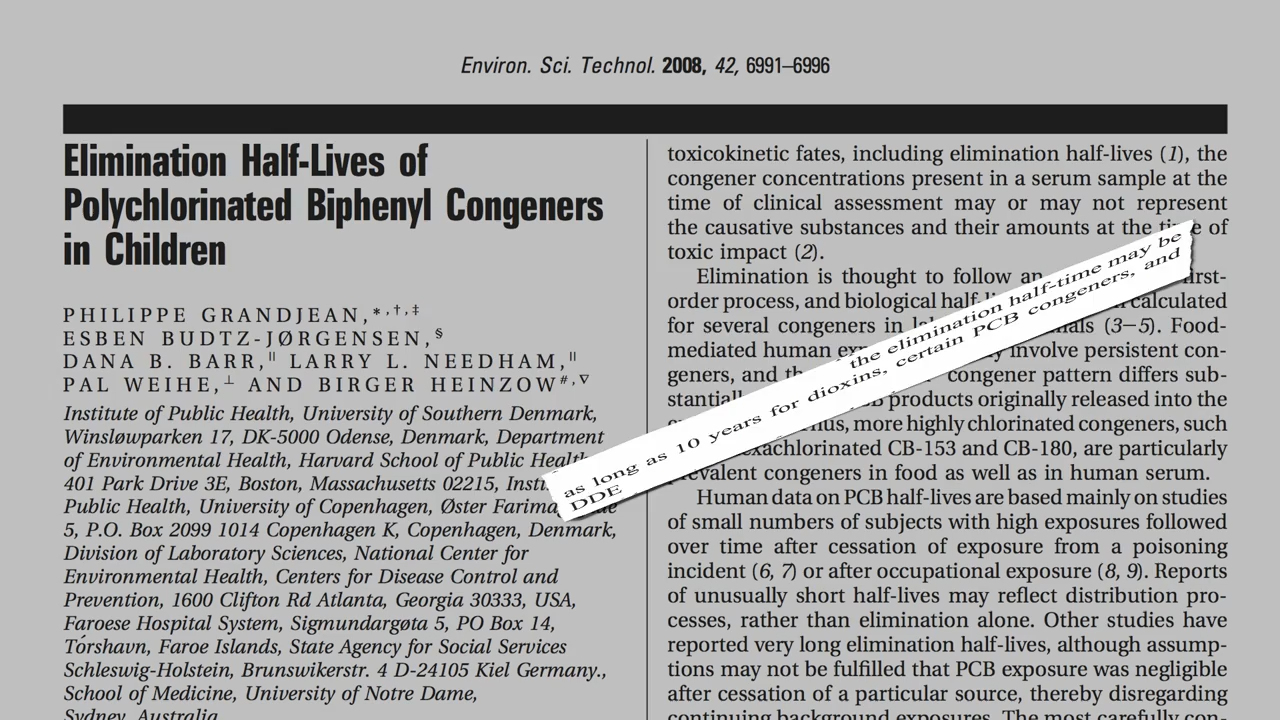 Environ. Sci. Technol. 2008, 42, 6991–6996
Elimination Half-Lives of
Polychlorinated Biphenyl Congeners
in Children
PHILIPPE GRANDJEAN,*,†,‡
ESBEN BUDTZ-JØRGENSEN,§
DANA B. BARR,∥ LARRY L. NEEDHAM,∥
PAL WEIHE,⊥ AND BIRGER HEINZOW#,∇
Institute of Public Health, University of Southern Denmark,
Winsløwparken 17, DK-5000 Odense, Denmark, Department
of Environmental Health, Harvard School of Public Health
401 Park Drive 3E, Boston, Massachusetts 02215,
Public Health, University of Copenhagen, Øster
5, P.O. Box 2099 1014 Copenhagen K, Copenhagen, Denmark,
Division of Laboratory Sciences, National Center for
Environmental Health, Centers for Disease Control and
Prevention, 1600 Clifton Rd Atlanta, Georgia 30333, USA,
Faroese Hospital System, Sigmundargøta 5, PO Box 14,
Tórshavn, Faroe Islands, State Agency for Social Services
Schleswig-Holstein, Brunswikerstr. 4 D-24105 Kiel Germany.,
School of Medicine, University of Notre Dame,
Sydney, Australia
toxicokinetic fates, including elimination half-lives (1), the
congener concentrations present in a serum sample at the
time of clinical assessment may or may not represent
the causative substances and their amounts at the time of
toxic impact (2).
Elimination is thought to follow an first-
order process, and biological calculated
for several congeners in (3–5). Food-
mediated human involve persistent con-
geners, and congener pattern differs sub-
products originally released into the
more highly chlorinated congeners, such
CB-153 and CB-180, are particularly
prevalent congeners in food as well as in human serum.
Human data on PCB half-lives are based mainly on studies
of small numbers of subjects with high exposures followed
over time after cessation of exposure from a poisoning
incident (6, 7) or after occupational exposure (8, 9). Reports
of unusually short half-lives may reflect distribution pro-
cesses, rather than elimination alone. Other studies have
reported very long elimination half-lives, although assump-
tions may not be fulfilled that PCB exposure was negligible
after cessation of a particular source, thereby disregarding
continuing background exposures. The most carefully con-
the elimination half-time may be
as long as 10 years for dioxins, certain PCB congeners, and
DDE